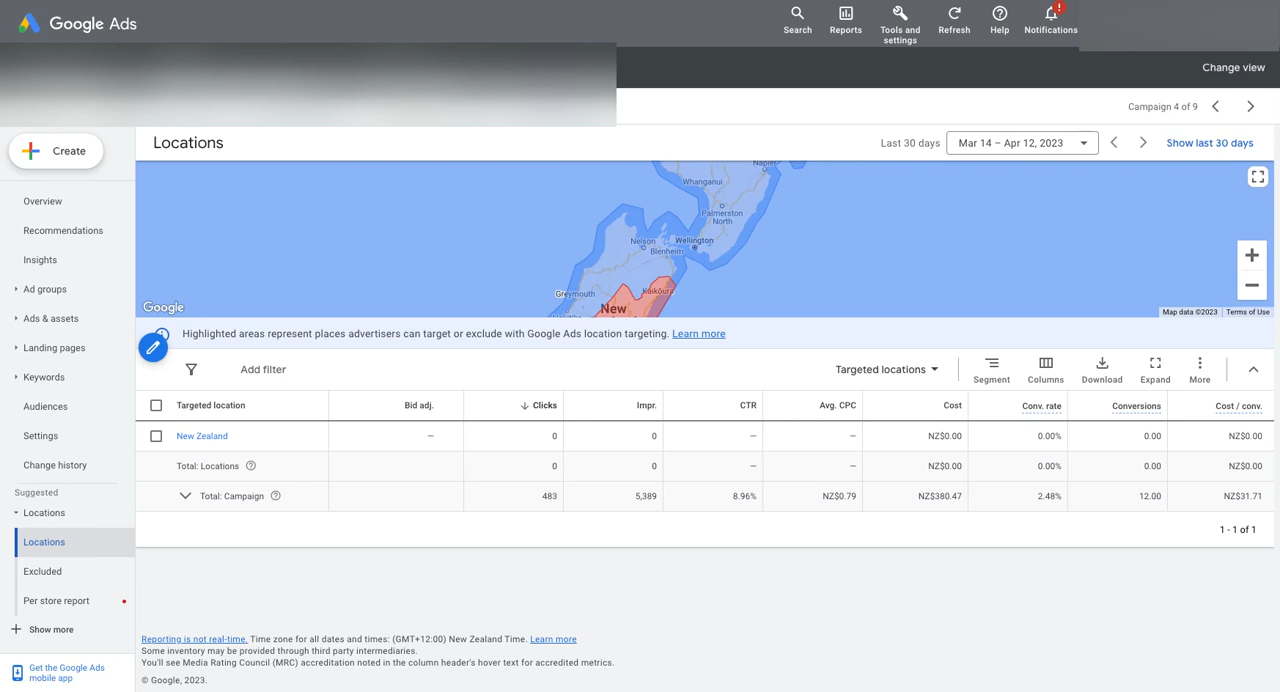 Google Ads
Search
Reports
Tools and
settings
Refresh
Help
!
Notifications
Change view
Campaign 4 of 9
Create
Locations
Last 30 days
Mar 14 – Apr 12, 2023
Show last 30 days
Overview
Recommendations
Insights
Ad groups
Ads & assets
Landing pages
Keywords
Audiences
Settings
Change history
Suggested
Locations
Locations
Excluded
Per store report
Show more
Get the Google Ads
mobile app
Napier
Whanganui
Palmerston
North
Nelson
Wellington
Blenheim
Greymouth
Kaikōura
New
Google
Map data ©2023
Terms of Use
Highlighted areas represent places advertisers can target or exclude with Google Ads location targeting. Learn more
Add filter
Targeted locations
Segment
Columns
Download
Expand
More
Targeted location Bid adj. Clicks Impr. CTR Avg. CPC Cost Conv. rate Conversions Cost / conv.
New Zealand — 0 0 — — NZ$0.00 0.00% 0.00 NZ$0.00
Total: Locations 0 0 — — NZ$0.00 0.00% 0.00 NZ$0.00
Total: Campaign 483 5,389 8.96% NZ$0.79 NZ$380.47 2.48% 12.00 NZ$31.71
1 - 1 of 1
Reporting is not real-time. Time zone for all dates and times: (GMT+12:00) New Zealand Time. Learn more
Some inventory may be provided through third party intermediaries.
You'll see Media Rating Council (MRC) accreditation noted in the column header's hover text for accredited metrics.
© Google, 2023.